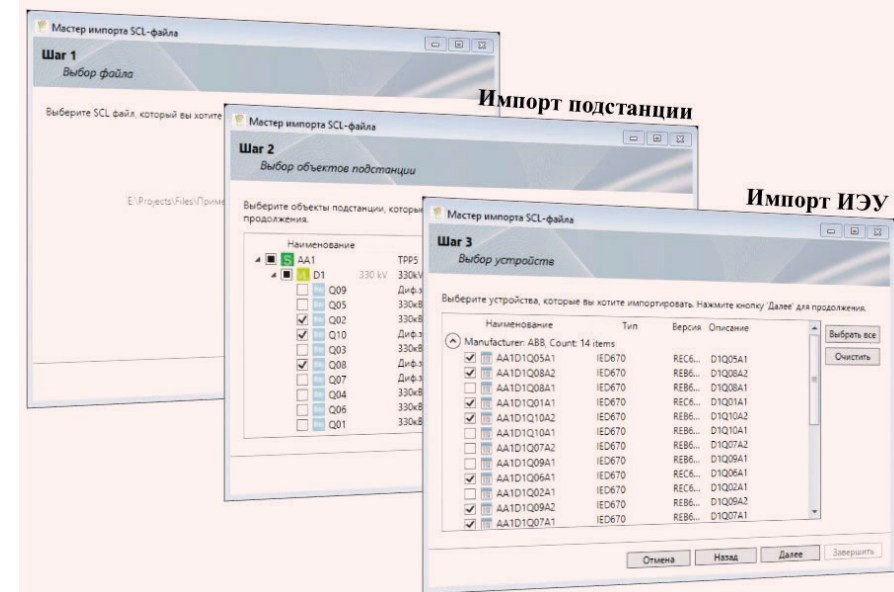 Мастер импорта SCL-файла
Шаг 1
Выбор файла
Выберите SCL файл, который вы хотите
E:\Projects\Files\Приме
Импорт подстанции
Мастер импорта SCL-файла
Шаг 2
Выбор объектов подстанции
Выберите объекты подстанции, которые
продолжения.
Наименование
S AA1 TPP5
VL D1 330 kV 330kV
Q09 Диф.з
Q05 330кВ
Q02 330кВ
Q10 Диф.з
Q03 330кВ
Q08 Диф.з
Q07 Диф.з
Q04 330кВ
Q06 330кВ
Q01 330кВ
Импорт ИЭУ
Мастер импорта SCL-файла
Шаг 3
Выбор устройств
Выберите устройства, которые вы хотите импортировать. Нажмите кнопку 'Далее' для продолжения.
Наименование Тип Версия Описание
Manufacturer: ABB, Count: 14 items
AA1D1Q05A1 IED670 REC6... D1Q05A1
AA1D1Q08A2 IED670 REB6... D1Q08A2
AA1D1Q08A1 IED670 REB6... D1Q08A1
AA1D1Q01A1 IED670 REC6... D1Q01A1
AA1D1Q10A2 IED670 REB6... D1Q10A2
AA1D1Q10A1 IED670 REB6... D1Q10A1
AA1D1Q07A2 IED670 REB6... D1Q07A2
AA1D1Q09A1 IED670 REB6... D1Q09A1
AA1D1Q06A1 IED670 REC6... D1Q06A1
AA1D1Q02A1 IED670 REC6... D1Q02A1
AA1D1Q09A2 IED670 REB6... D1Q09A2
AA1D1Q07A1 IED670 REB6... D1Q07A1
Выбрать все
Очистить
Отмена Назад Далее Завершить